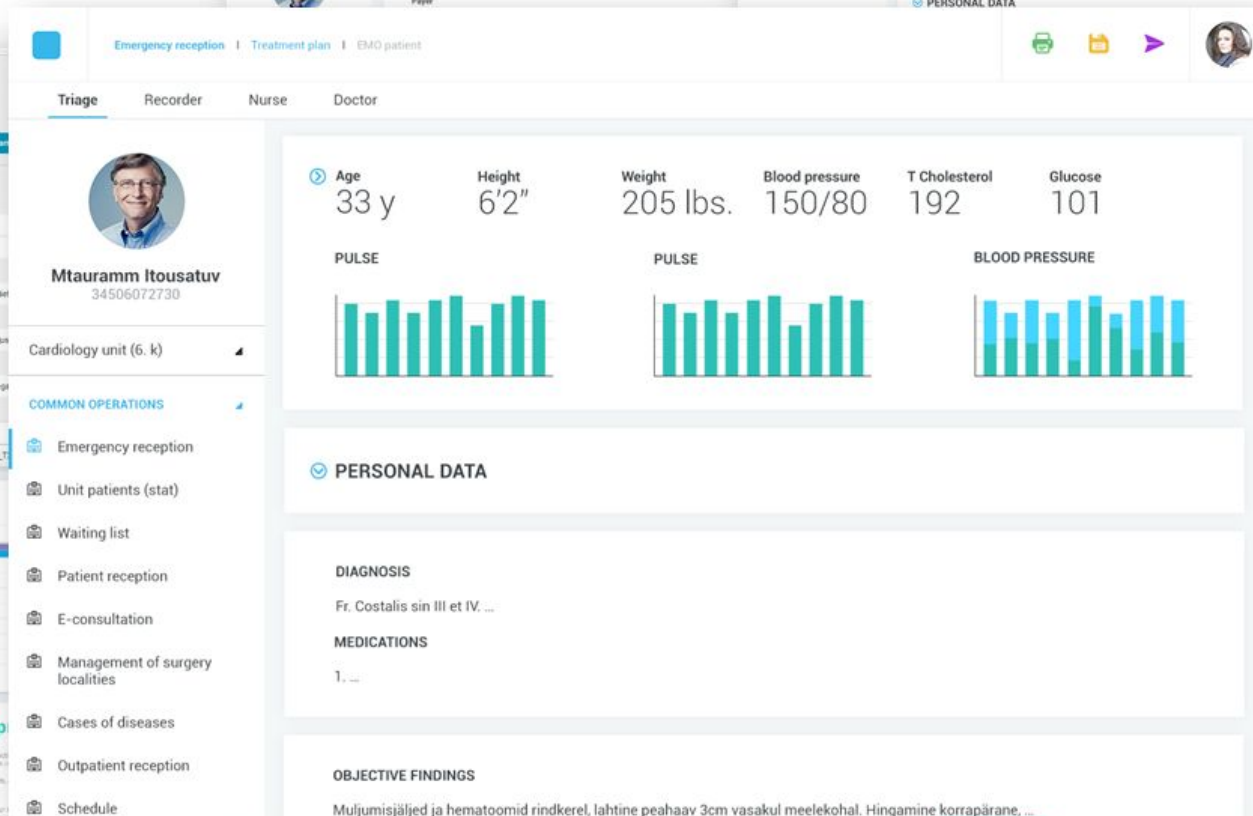 Payer
PERSONAL DATA
Emergency reception | Treatment plan | EMO patient
Triage Recorder Nurse Doctor
Mtauramm Itousatuv
34506072730
Cardiology unit (6. k)
COMMON OPERATIONS
Emergency reception
Unit patients (stat)
Waiting list
Patient reception
E-consultation
Management of surgery
localities
Cases of diseases
Outpatient reception
Schedule
Age Height Weight Blood pressure T Cholesterol Glucose
33 y 6'2" 205 lbs. 150/80 192 101
PULSE PULSE BLOOD PRESSURE
PERSONAL DATA
DIAGNOSIS
Fr. Costalis sin III et IV. ...
MEDICATIONS
1. ...
OBJECTIVE FINDINGS
Muljumisjäljed ja hematoomid rindkerel, lahtine peahaav 3cm vasakul meelekohal. Hingamine korrapärane, ...